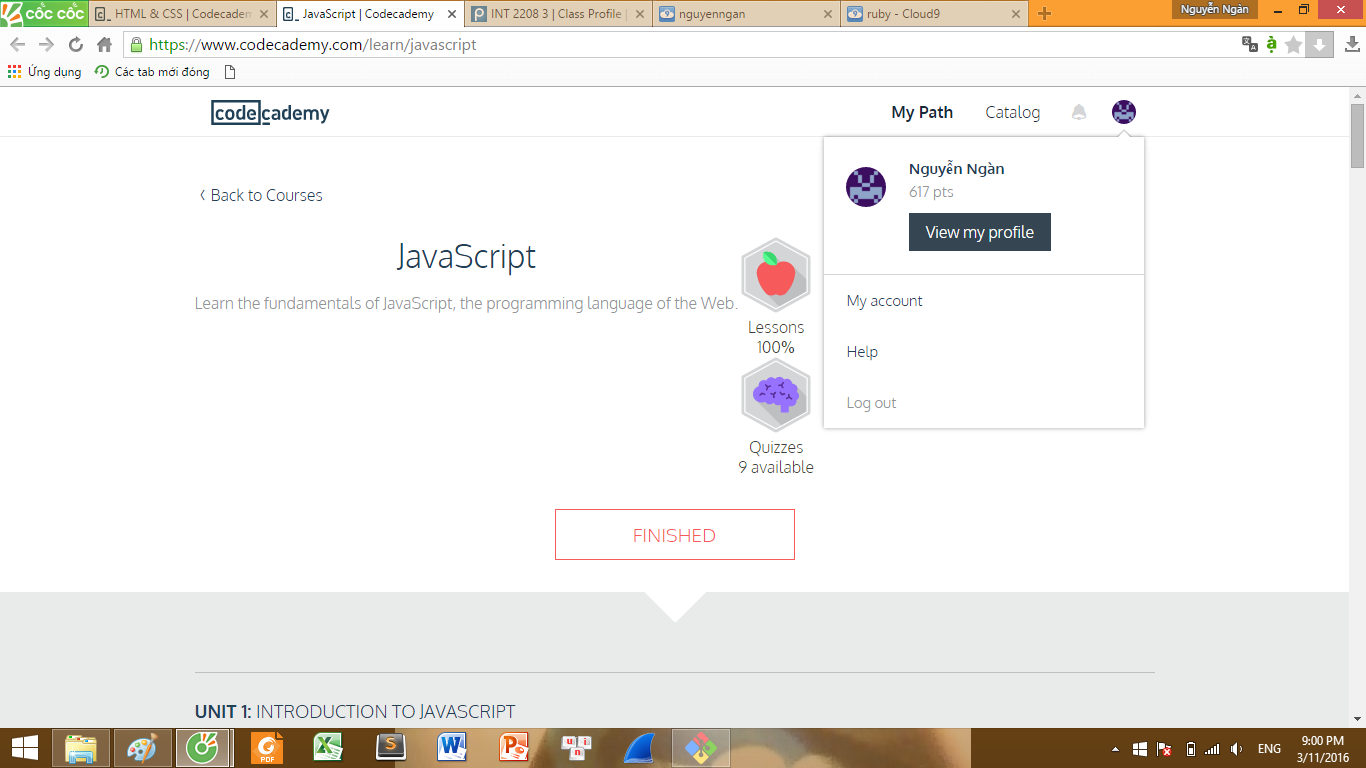 CỐC CỐC
HTML & CSS | Codecadem
JavaScript | Codecademy
INT 2208 3 | Class Profile |
nguyenngan
ruby - Cloud9
Nguyễn Ngàn
https://www.codecademy.com/learn/javascript
Ứng dụng
Các tab mới đóng
codecademy
My Path
Catalog
Nguyễn Ngàn
617 pts
View my profile
My account
Help
Log out
Back to Courses
JavaScript
Learn the fundamentals of JavaScript, the programming language of the Web.
Lessons
100%
Quizzes
9 available
FINISHED
UNIT 1: INTRODUCTION TO JAVASCRIPT
PDF
ENG
9:00 PM
3/11/2016